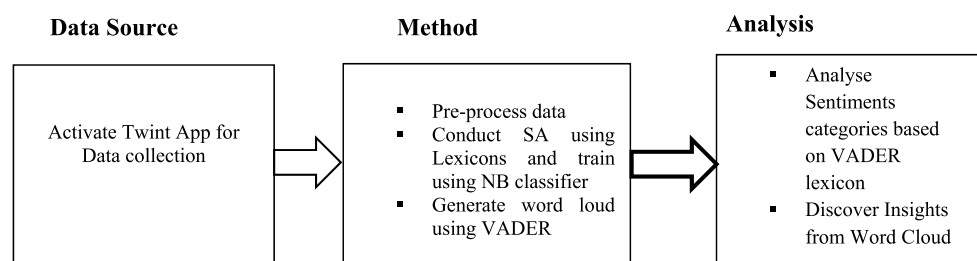 Data Source
Method
Analysis
Activate Twint App for
Data collection
▪ Pre-process data
▪ Conduct SA using
Lexicons and train
using NB classifier
▪ Generate word loud
using VADER
▪ Analyse
Sentiments
categories based
on VADER
lexicon
▪ Discover Insights
from Word Cloud